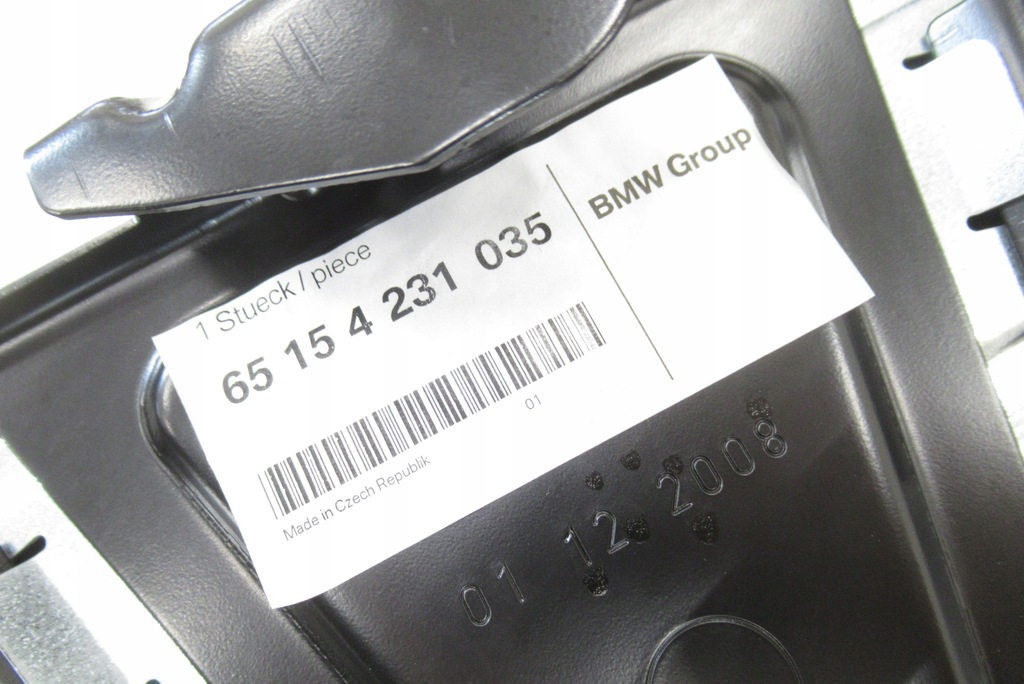 1 Stueck / piece
BMW Group
65 15 4 231 035
01
Made in Czech Republik
01 12 2008